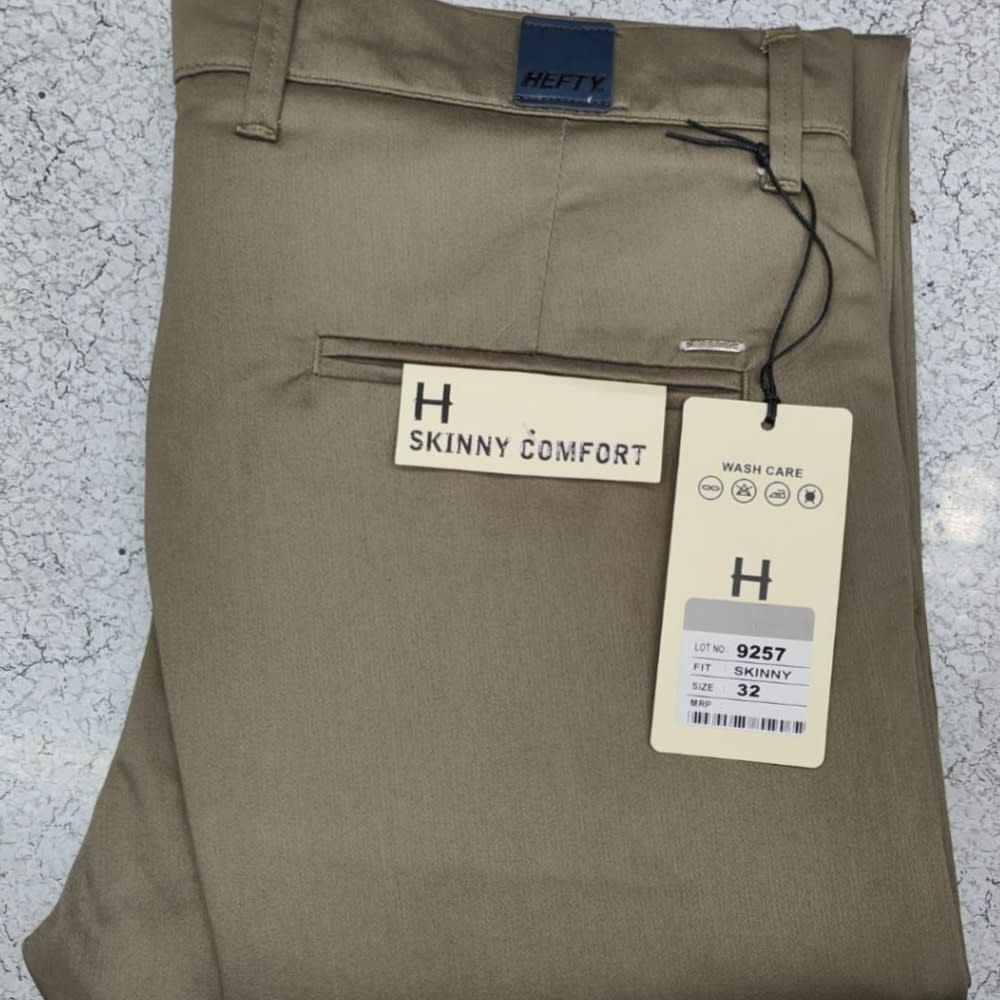 HEFTY
H
SKINNY COMFORT
WASH CARE
H
LOT NO. 9257
FIT SKINNY
SIZE 32
MRP